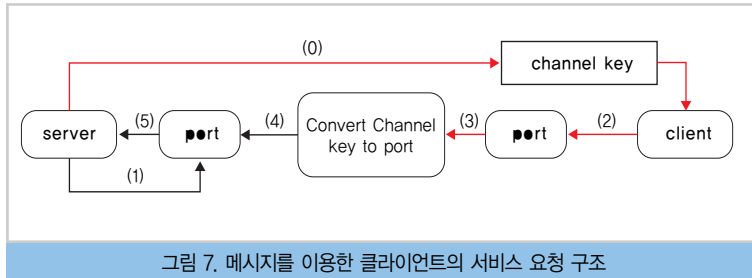 (0)
channel key
server
(5)
port
(4)
Convert Channel
key to port
(3)
port
(2)
client
(1)
그림 7. 메시지를 이용한 클라이언트의 서비스 요청 구조